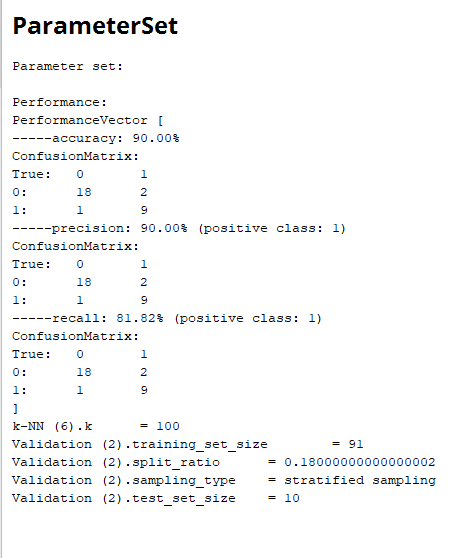 ParameterSet
Parameter set:
Performance:
PerformanceVector [
-----accuracy: 90.00%
ConfusionMatrix:
True:   0       1
0:      18      2
1:      1       9
-----precision: 90.00% (positive class: 1)
ConfusionMatrix:
True:   0       1
0:      18      2
1:      1       9
-----recall: 81.82% (positive class: 1)
ConfusionMatrix:
True:   0       1
0:      18      2
1:      1       9
]
k-NN (6).k      = 100
Validation (2).training_set_size        = 91
Validation (2).split_ratio      = 0.18000000000000002
Validation (2).sampling_type    = stratified sampling
Validation (2).test_set_size    = 10